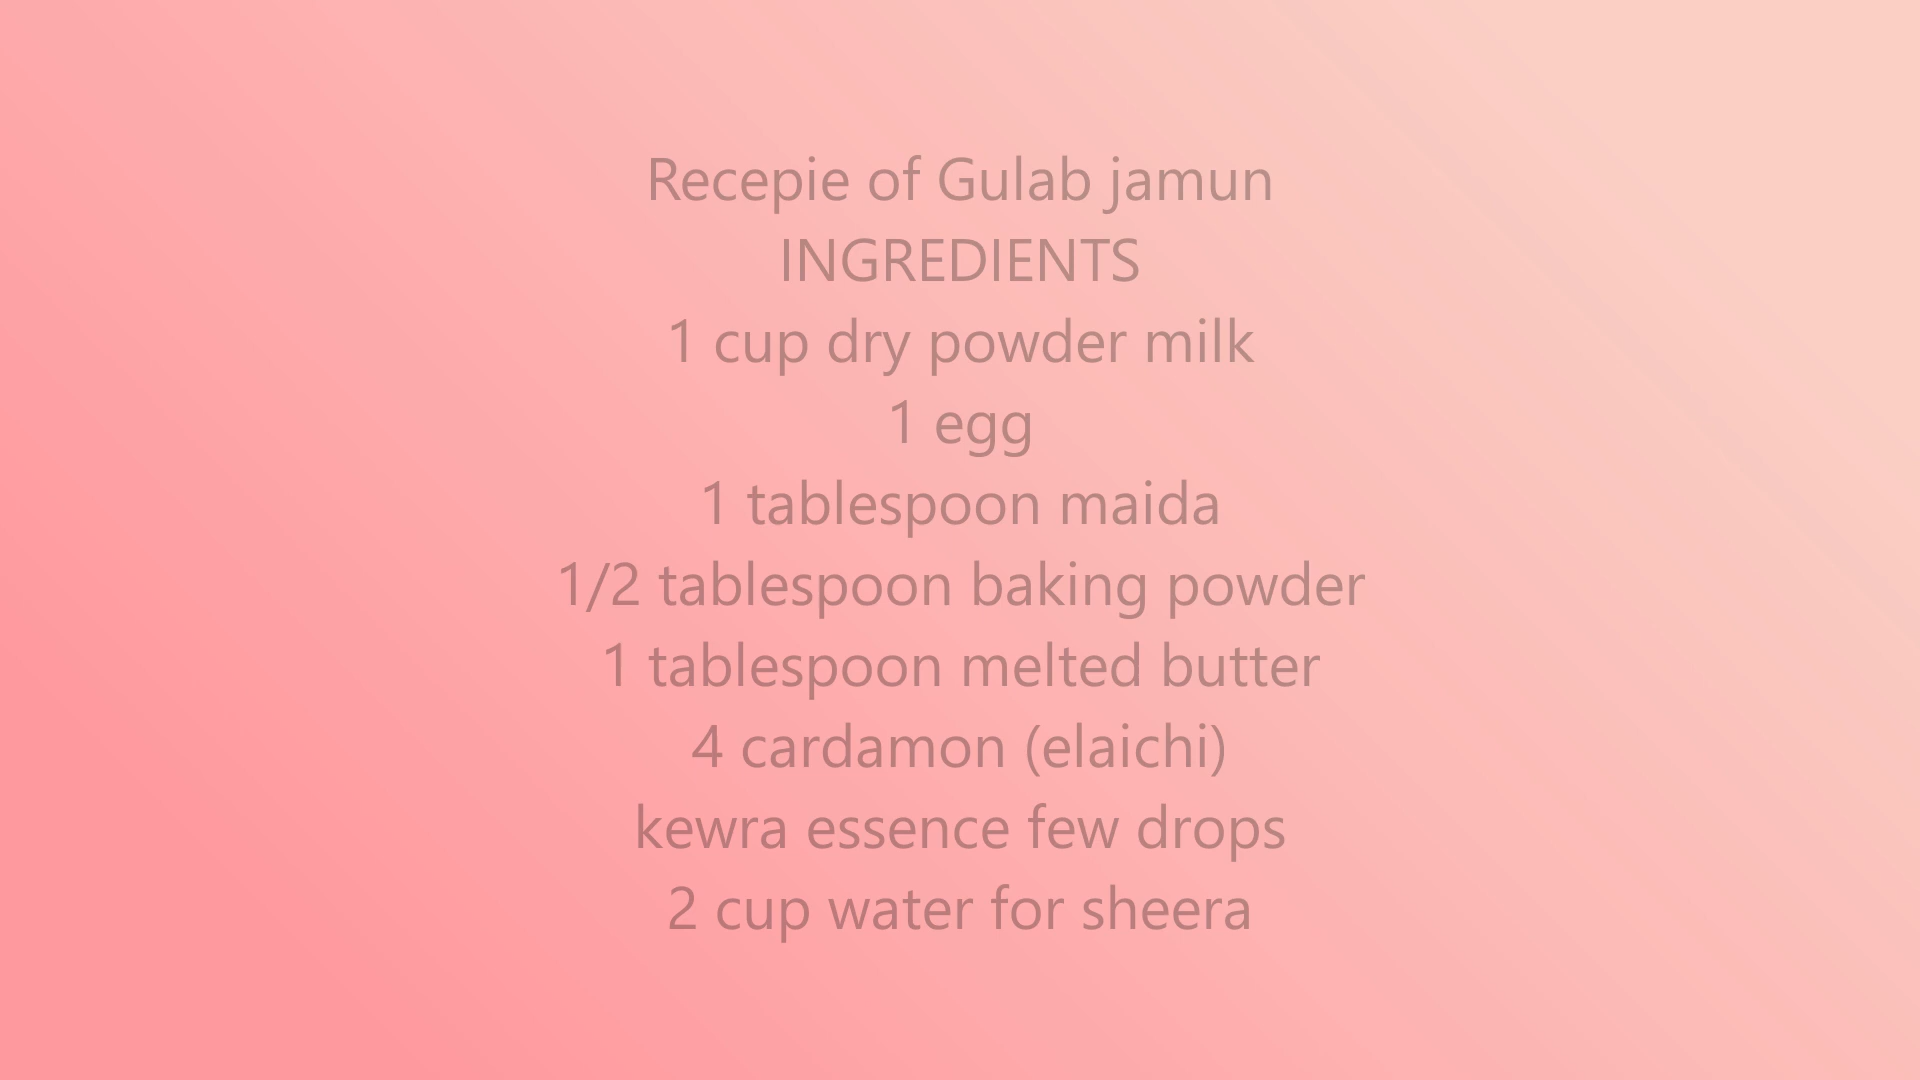 Recepie of Gulab jamun
INGREDIENTS
1 cup dry powder milk
1 egg
1 tablespoon maida
1/2 tablespoon baking powder
1 tablespoon melted butter
4 cardamon (elaichi)
kewra essence few drops
2 cup water for sheera